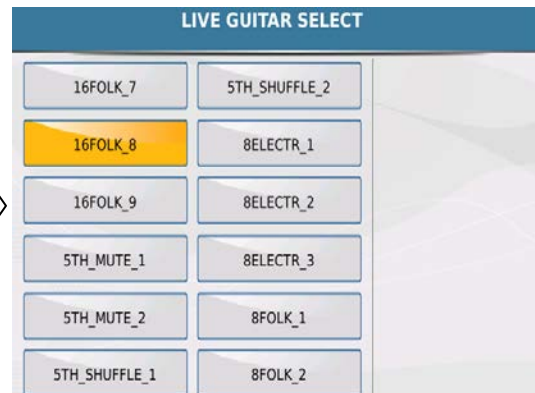 LIVE GUITAR SELECT
16FOLK_7
16FOLK_8
16FOLK_9
5TH_MUTE_1
5TH_MUTE_2
5TH_SHUFFLE_1
5TH_SHUFFLE_2
8ELECTR_1
8ELECTR_2
8ELECTR_3
8FOLK_1
8FOLK_2